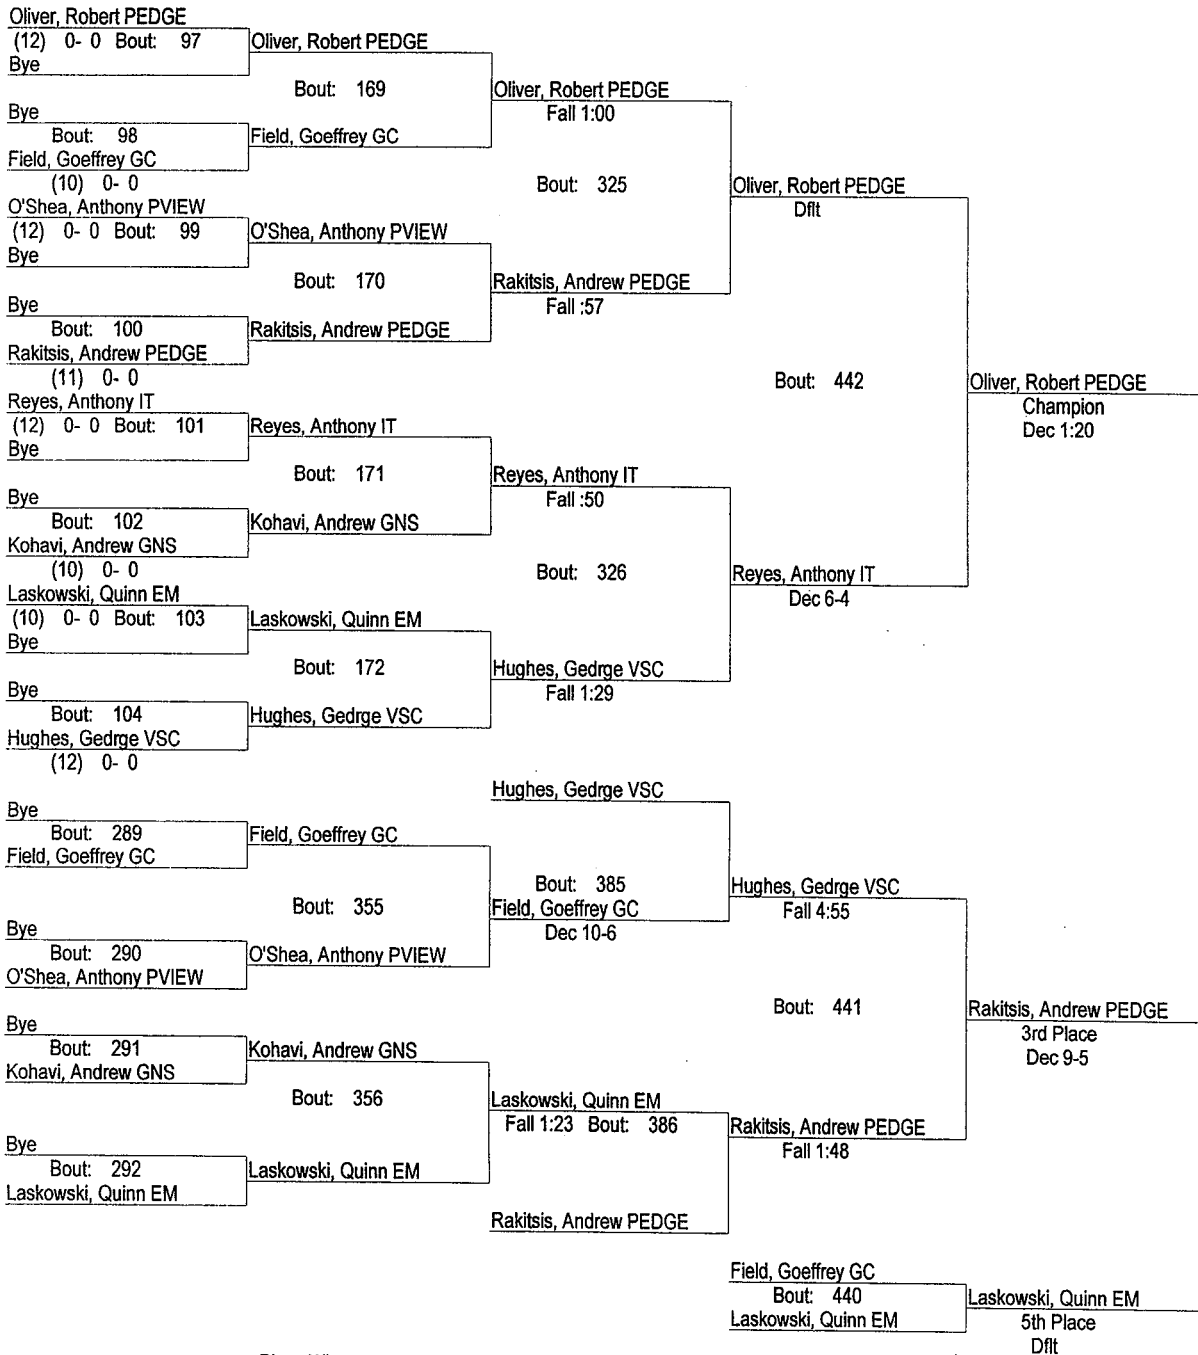 Oliver, Robert PEDGE
(12) 0- 0 Bout: 97
Bye
Oliver, Robert PEDGE
Bout: 169
Bye
Bout: 98
Field, Goeffrey GC
(10) 0- 0
Field, Goeffrey GC
Oliver, Robert PEDGE
Fall 1:00
Bout: 325
O'Shea, Anthony PVIEW
(12) 0- 0 Bout: 99
Bye
O'Shea, Anthony PVIEW
Bout: 170
Bye
Bout: 100
Rakitsis, Andrew PEDGE
(11) 0- 0
Rakitsis, Andrew PEDGE
Rakitsis, Andrew PEDGE
Fall :57
Oliver, Robert PEDGE
Dflt
Bout: 442
Oliver, Robert PEDGE
Champion
Dec 1:20
Reyes, Anthony IT
(12) 0- 0 Bout: 101
Bye
Reyes, Anthony IT
Bout: 171
Bye
Bout: 102
Kohavi, Andrew GNS
(10) 0- 0
Kohavi, Andrew GNS
Reyes, Anthony IT
Fall :50
Bout: 326
Laskowski, Quinn EM
(10) 0- 0 Bout: 103
Bye
Laskowski, Quinn EM
Bout: 172
Bye
Bout: 104
Hughes, Gedrge VSC
(12) 0- 0
Hughes, Gedrge VSC
Hughes, Gedrge VSC
Fall 1:29
Reyes, Anthony IT
Dec 6-4
Hughes, Gedrge VSC
Bye
Bout: 289
Field, Goeffrey GC
Field, Goeffrey GC
Bout: 355
Bye
Bout: 290
O'Shea, Anthony PVIEW
O'Shea, Anthony PVIEW
Bout: 385
Field, Goeffrey GC
Dec 10-6
Hughes, Gedrge VSC
Fall 4:55
Bout: 441
Rakitsis, Andrew PEDGE
3rd Place
Dec 9-5
Bye
Bout: 291
Kohavi, Andrew GNS
Kohavi, Andrew GNS
Bout: 356
Bye
Bout: 292
Laskowski, Quinn EM
Laskowski, Quinn EM
Laskowski, Quinn EM
Fall 1:23 Bout: 386
Rakitsis, Andrew PEDGE
Fall 1:48
Rakitsis, Andrew PEDGE
Field, Goeffrey GC
Bout: 440
Laskowski, Quinn EM
Laskowski, Quinn EM
5th Place
Dflt